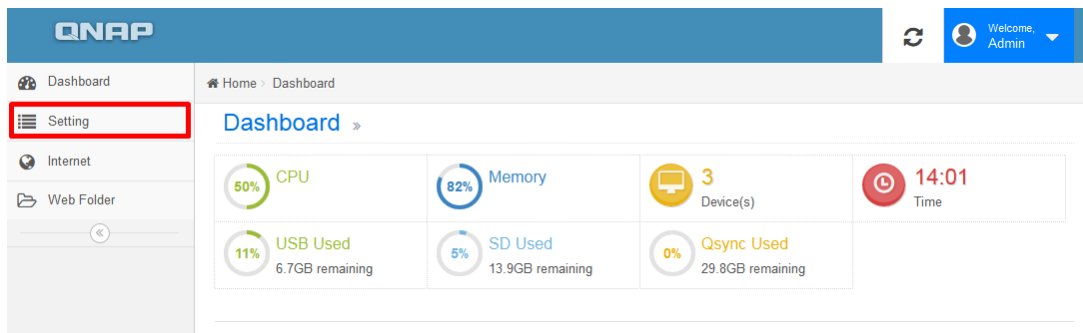 QNAP
Welcome,
Admin
Dashboard
Setting
Internet
Web Folder
Home > Dashboard
Dashboard »
50%
CPU
82%
Memory
3
Device(s)
14:01
Time
11%
USB Used
6.7GB remaining
5%
SD Used
13.9GB remaining
0%
Qsync Used
29.8GB remaining